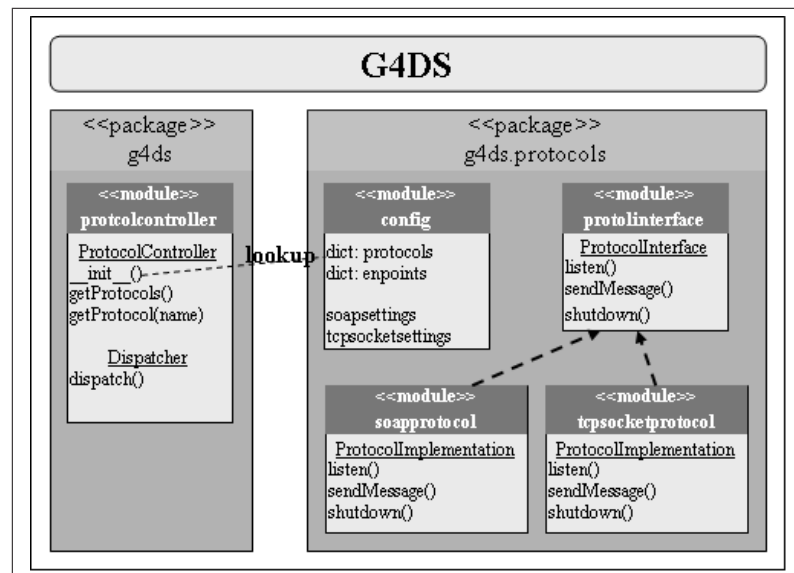 G4DS
<<package>>
g4ds
<<module>>
protcolcontroller
ProtocolController
__init__()
getProtocols()
getProtocol(name)
Dispatcher
dispatch()
lookup
<<package>>
g4ds.protocols
<<module>>
config
dict: protocols
dict: enpoints
soapsettings
tcpsocketsettings
<<module>>
protolinterface
ProtocolInterface
listen()
sendMessage()
shutdown()
<<module>>
soapprotocol
ProtocolImplementation
listen()
sendMessage()
shutdown()
<<module>>
tcpsocketprotocol
ProtocolImplementation
listen()
sendMessage()
shutdown()